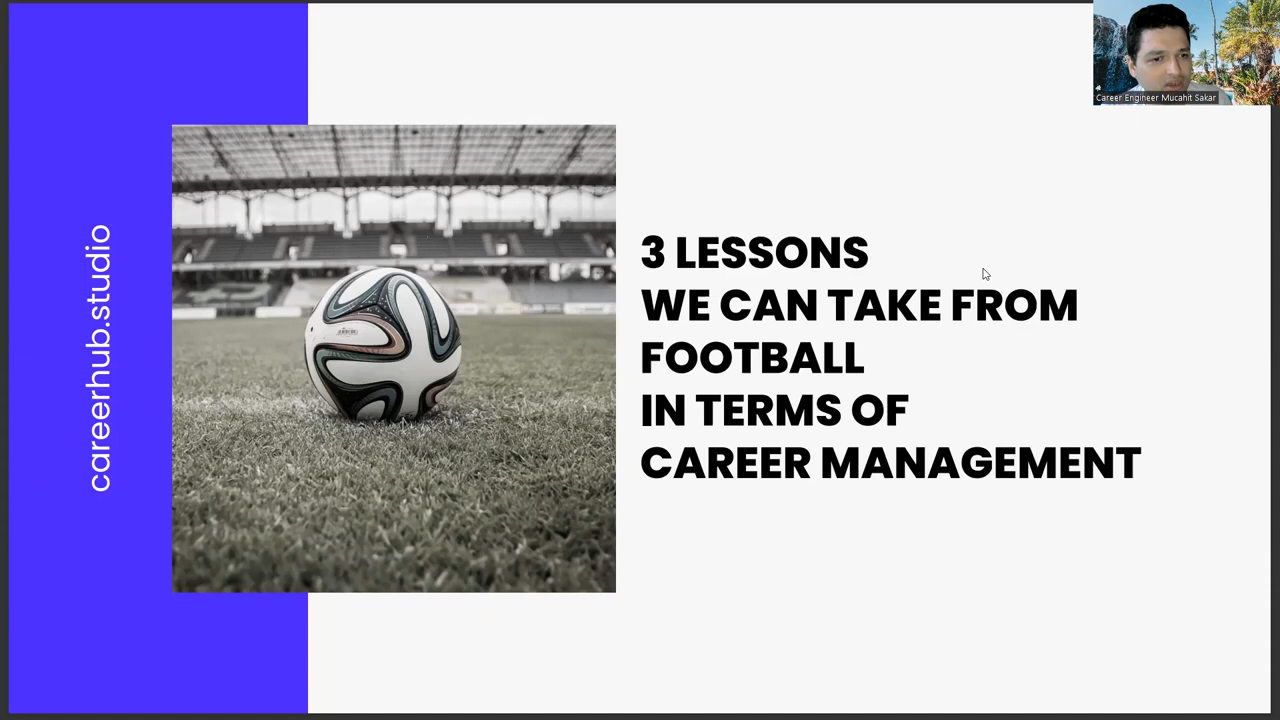 Career Engineer Mucahit Sakar
careerhub.studio
3 LESSONS
WE CAN TAKE FROM
FOOTBALL
IN TERMS OF
CAREER MANAGEMENT